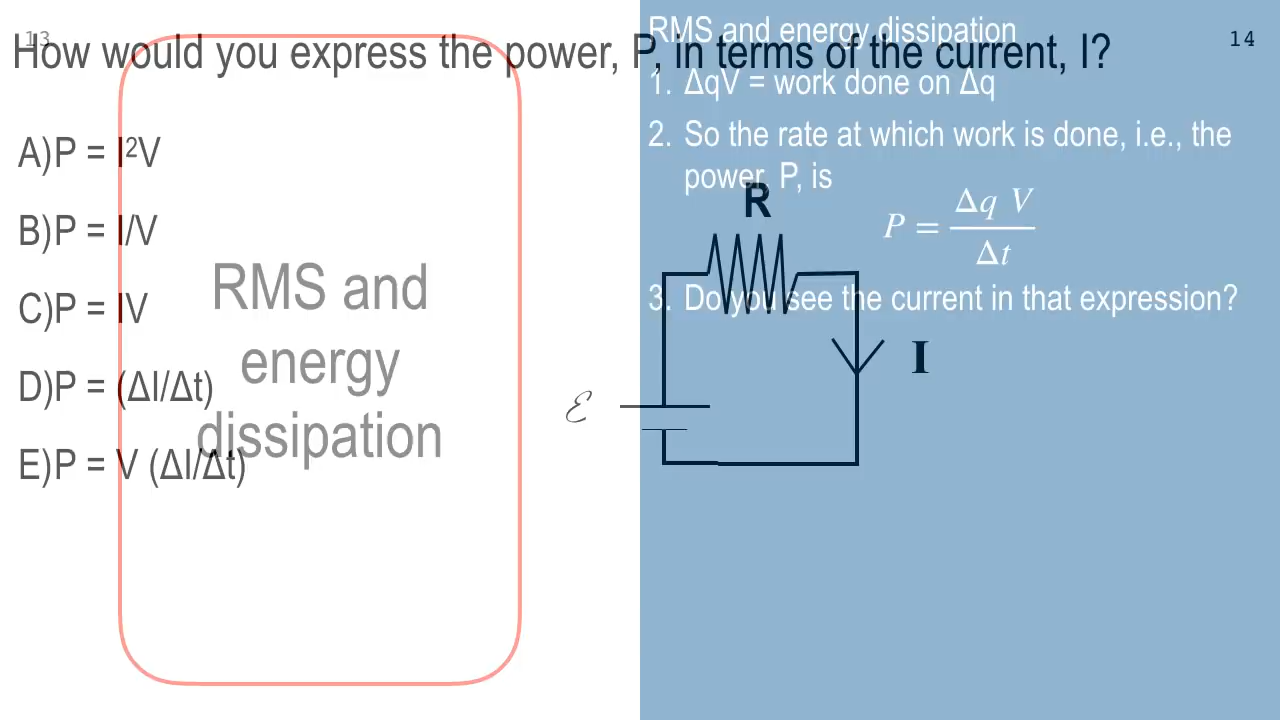 13
14
How would you express the power, P, in terms of the current, I?
A)P = I²V
B)P = I/V
C)P = IV
D)P = (ΔI/Δt)
E)P = V (ΔI/Δt)
RMS and
energy
dissipation
RMS and energy dissipation
1. ΔqV = work done on Δq
2. So the rate at which work is done, i.e., the
power, P, is
P = Δq V / Δt
3. Do you see the current in that expression?
R
I
ℰ